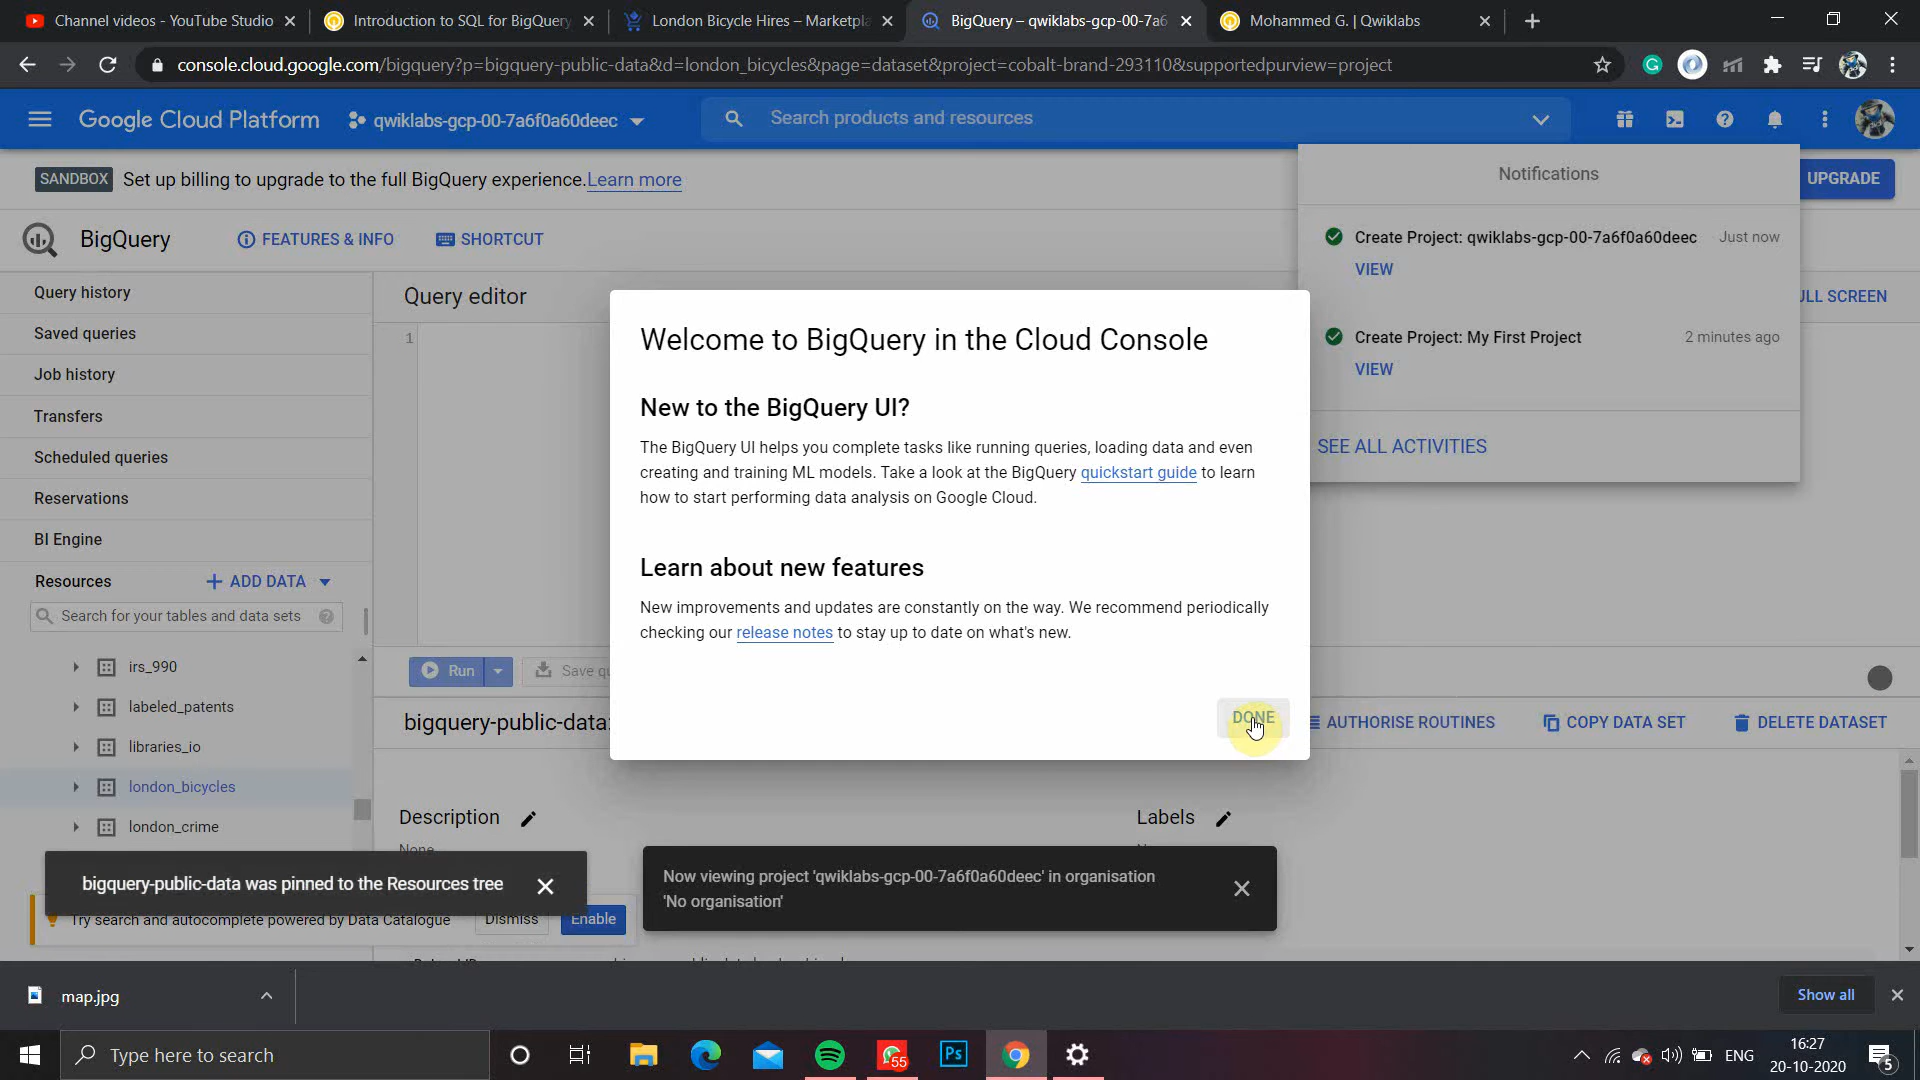 Channel videos - YouTube Studio
Introduction to SQL for BigQuery
London Bicycle Hires – Marketpla
BigQuery – qwiklabs-gcp-00-7a6
Mohammed G. | Qwiklabs
console.cloud.google.com/bigquery?p=bigquery-public-data&d=london_bicycles&page=dataset&project=cobalt-brand-293110&supportedpurview=project
Google Cloud Platform
qwiklabs-gcp-00-7a6f0a60deec
Search products and resources
SANDBOX Set up billing to upgrade to the full BigQuery experience. Learn more
Notifications
UPGRADE
BigQuery
FEATURES & INFO
SHORTCUT
Create Project: qwiklabs-gcp-00-7a6f0a60deec Just now
VIEW
Create Project: My First Project 2 minutes ago
VIEW
SEE ALL ACTIVITIES
Query history
Saved queries
Job history
Transfers
Scheduled queries
Reservations
BI Engine
Resources
ADD DATA
Search for your tables and data sets
irs_990
labeled_patents
libraries_io
london_bicycles
london_crime
Query editor
ULL SCREEN
1
Welcome to BigQuery in the Cloud Console
New to the BigQuery UI?
The BigQuery UI helps you complete tasks like running queries, loading data and even
creating and training ML models. Take a look at the BigQuery quickstart guide to learn
how to start performing data analysis on Google Cloud.
Learn about new features
New improvements and updates are constantly on the way. We recommend periodically
checking our release notes to stay up to date on what's new.
DONE
Run
Save qu
bigquery-public-data:
AUTHORISE ROUTINES
COPY DATA SET
DELETE DATASET
Description
Labels
None
bigquery-public-data was pinned to the Resources tree
Try search and autocomplete powered by Data Catalogue
Dismiss
Enable
Now viewing project 'qwiklabs-gcp-00-7a6f0a60deec' in organisation
'No organisation'
map.jpg
Show all
Type here to search
55
Ps
ENG
16:27
20-10-2020
5